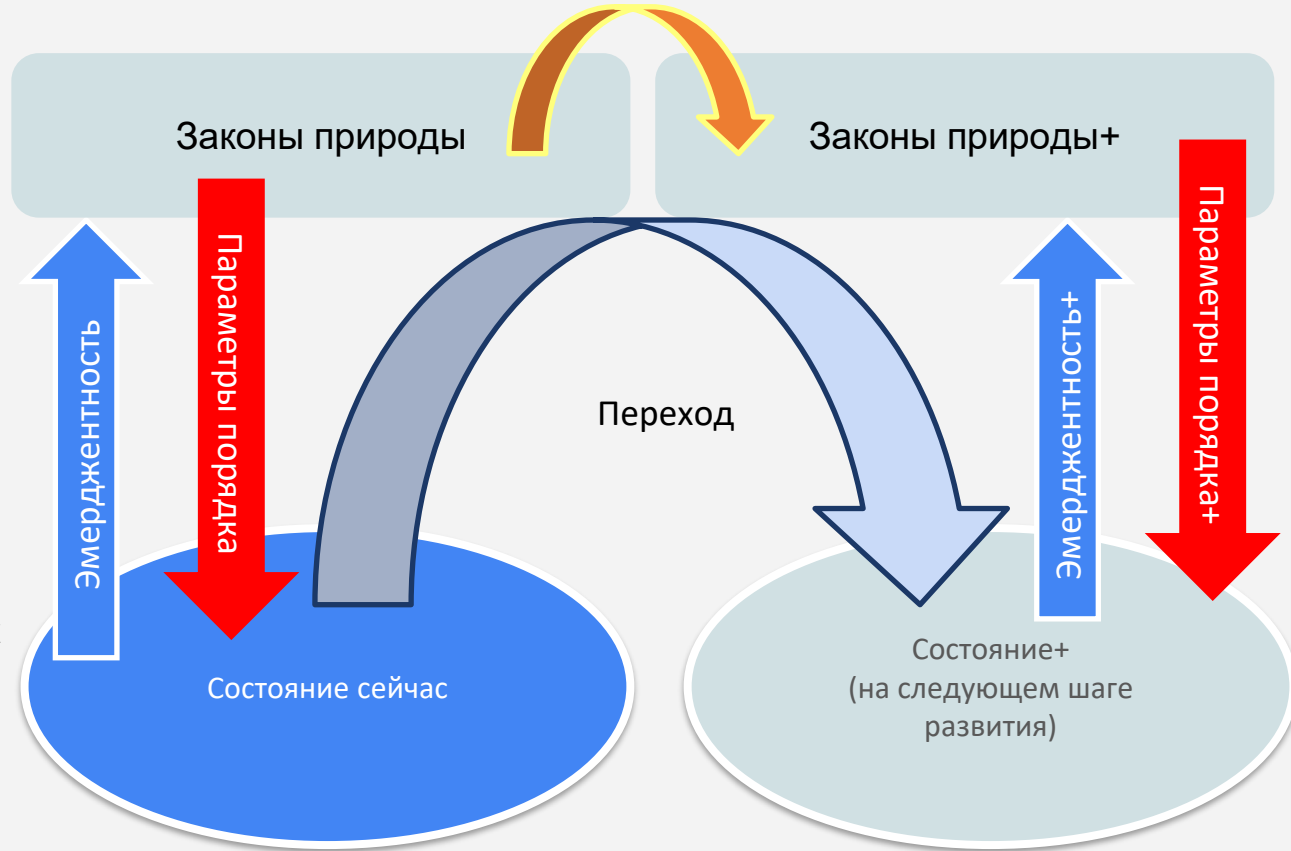 Законы природы
Законы природы+
Эмерджентность
Параметры порядка
Переход
Эмерджентность+
Параметры порядка+
Состояние сейчас
Состояние+
(на следующем шаге
развития)